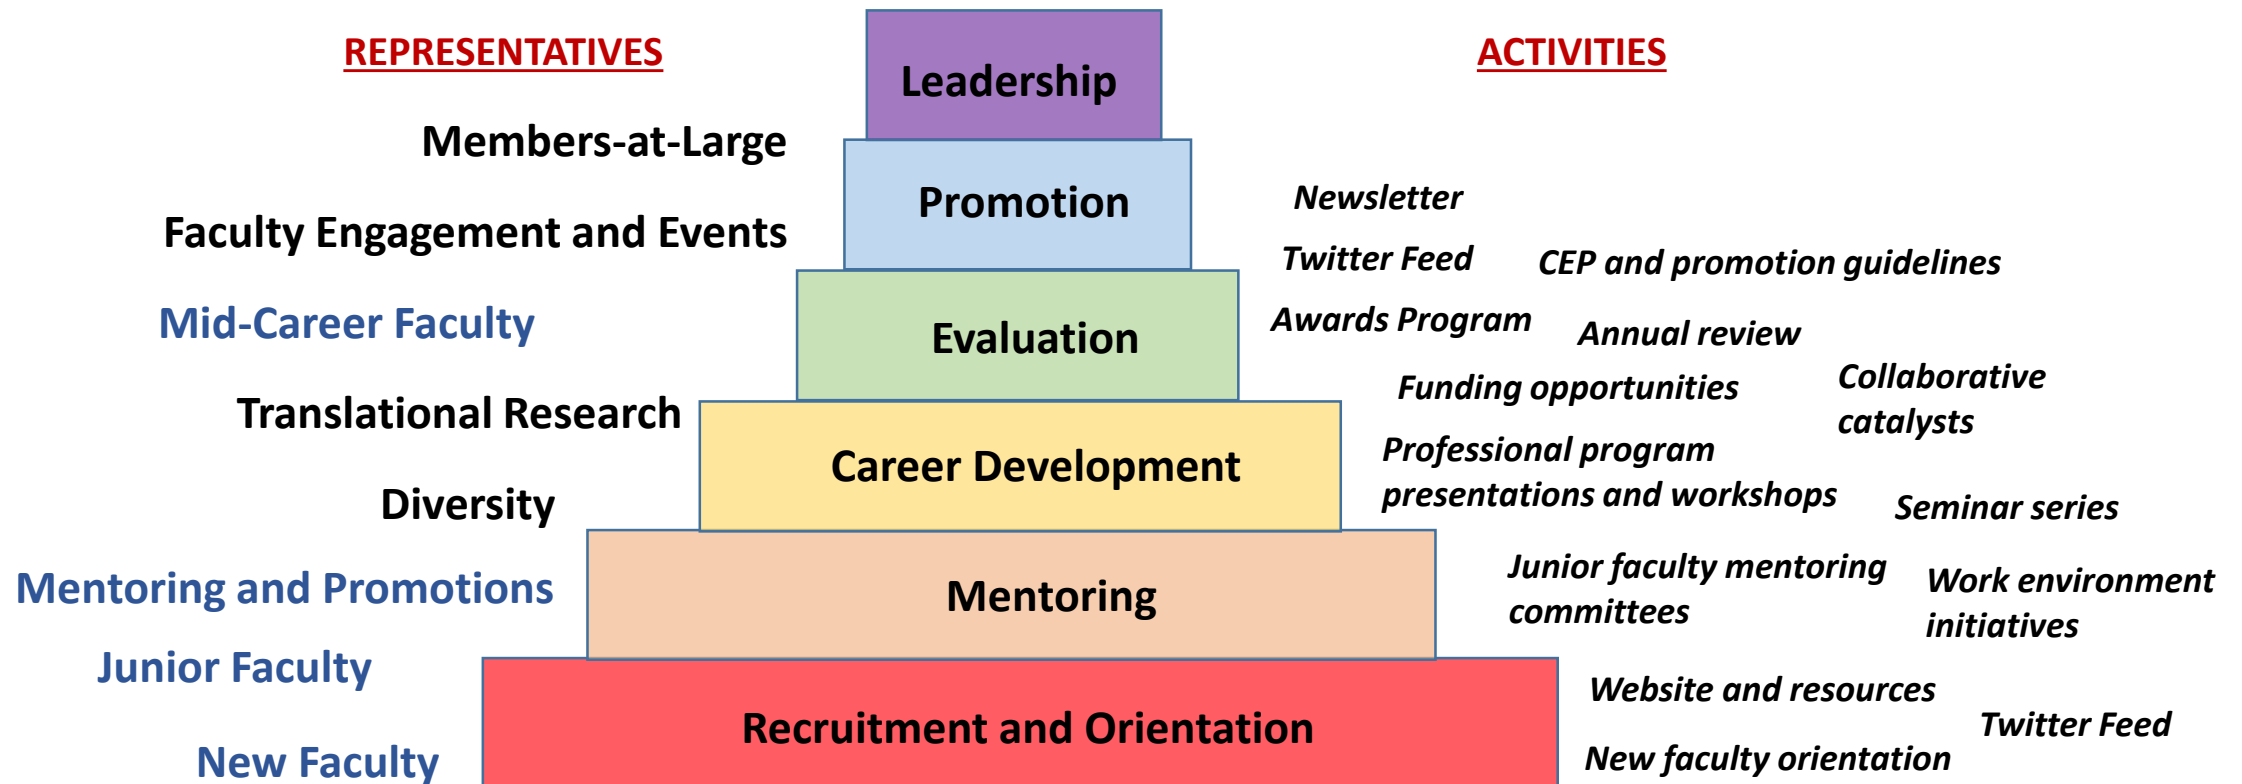 REPRESENTATIVES
Members-at-Large
Faculty Engagement and Events
Mid-Career Faculty
Translational Research
Diversity
Mentoring and Promotions
Junior Faculty
New Faculty
Leadership
Promotion
Evaluation
Career Development
Mentoring
Recruitment and Orientation
ACTIVITIES
Newsletter
Twitter Feed
CEP and promotion guidelines
Awards Program
Annual review
Funding opportunities
Collaborative
catalysts
Professional program
presentations and workshops
Seminar series
Junior faculty mentoring
committees
Work environment
initiatives
Website and resources
Twitter Feed
New faculty orientation